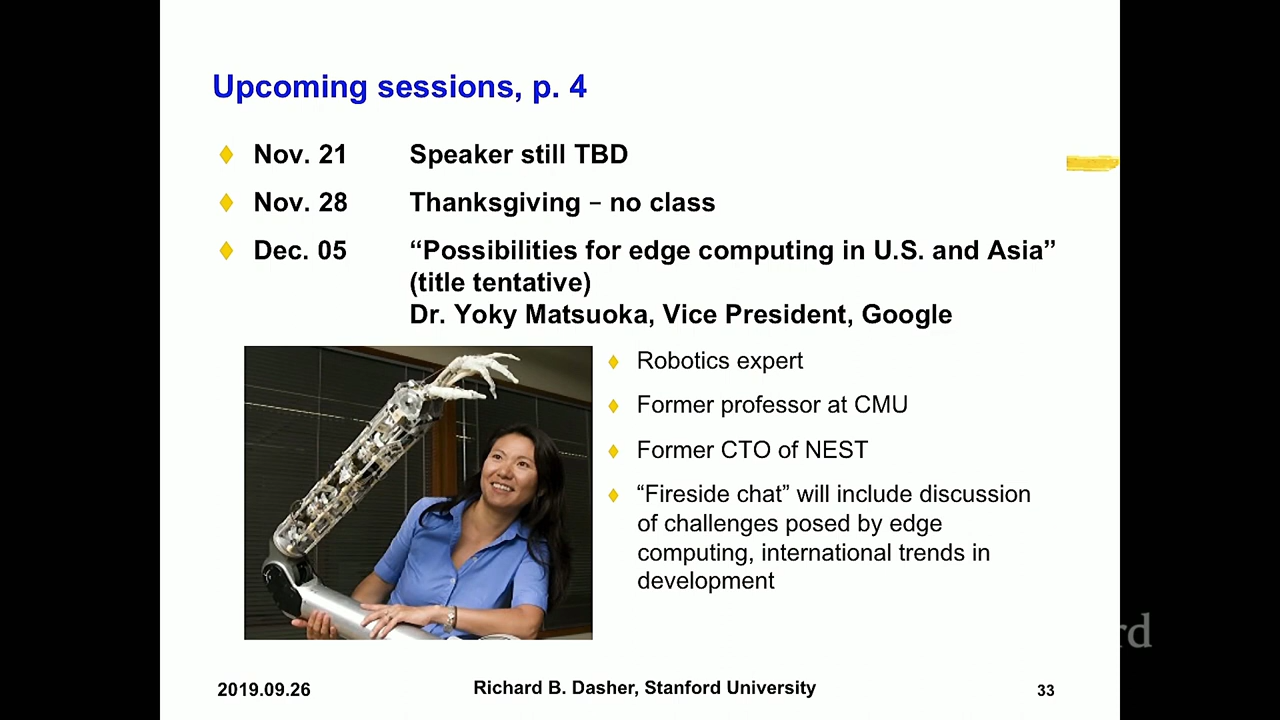 Upcoming sessions, p. 4
Nov. 21 Speaker still TBD
Nov. 28 Thanksgiving – no class
Dec. 05 “Possibilities for edge computing in U.S. and Asia”
(title tentative)
Dr. Yoky Matsuoka, Vice President, Google
Robotics expert
Former professor at CMU
Former CTO of NEST
“Fireside chat” will include discussion
of challenges posed by edge
computing, international trends in
development
rd
2019.09.26 Richard B. Dasher, Stanford University 33